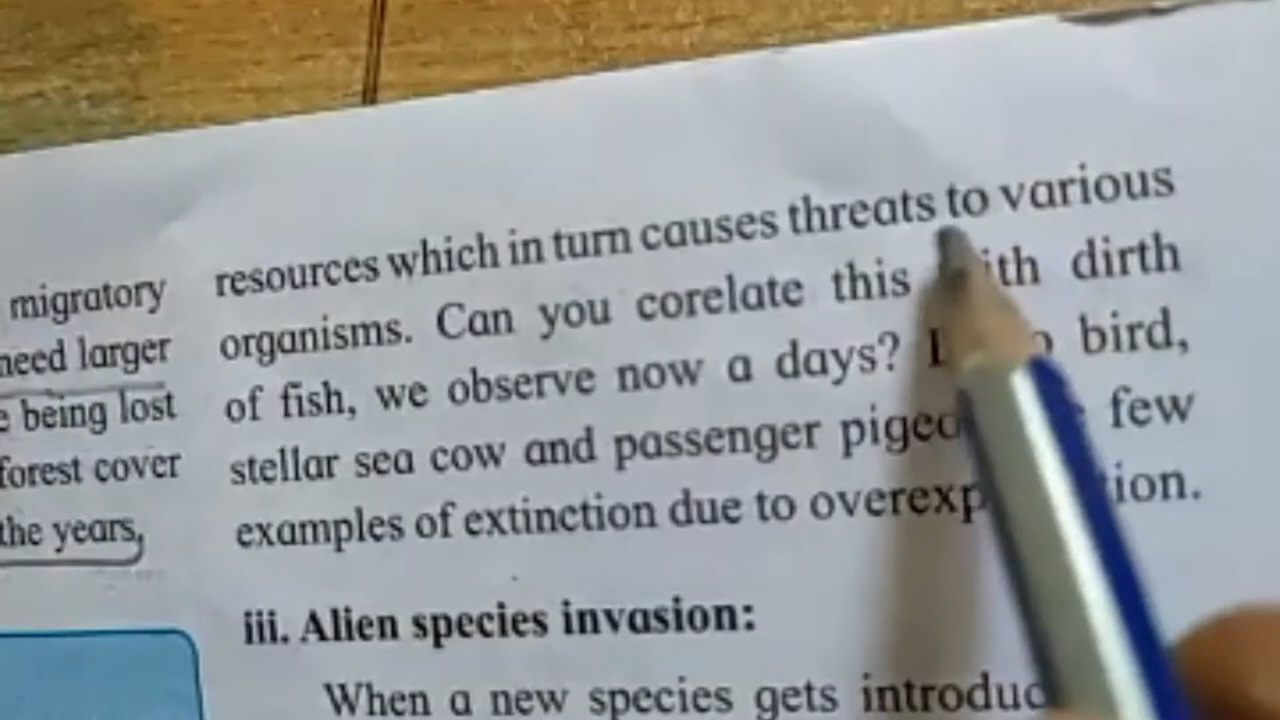 migratory
need larger
being lost
forest cover
the years,
resources which in turn causes threats to various
organisms. Can you corelate this with dirth
of fish, we observe now a days? bird,
stellar sea cow and passenger few
examples of extinction due to
iii. Alien species invasion:
When a new species gets